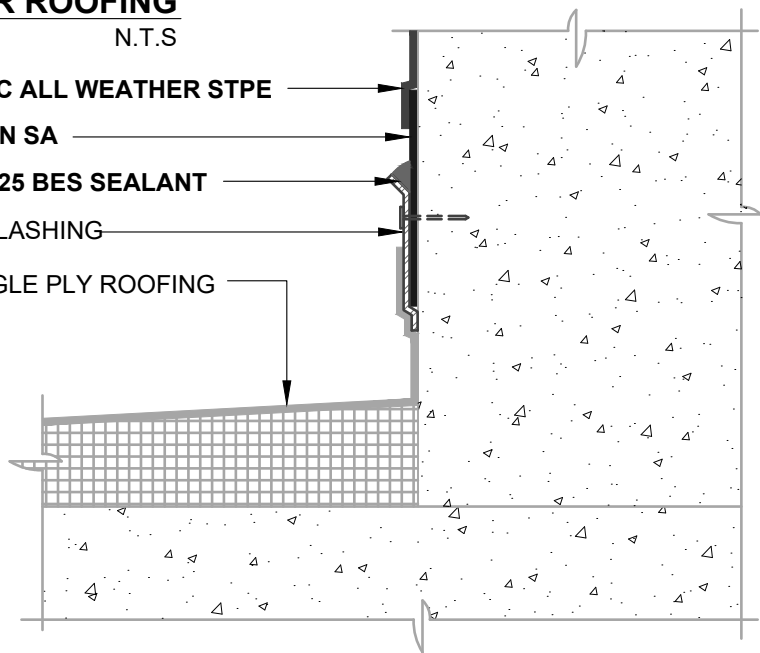 R ROOFING
N.T.S
C ALL WEATHER STPE
N SA
25 BES SEALANT
LASHING
GLE PLY ROOFING